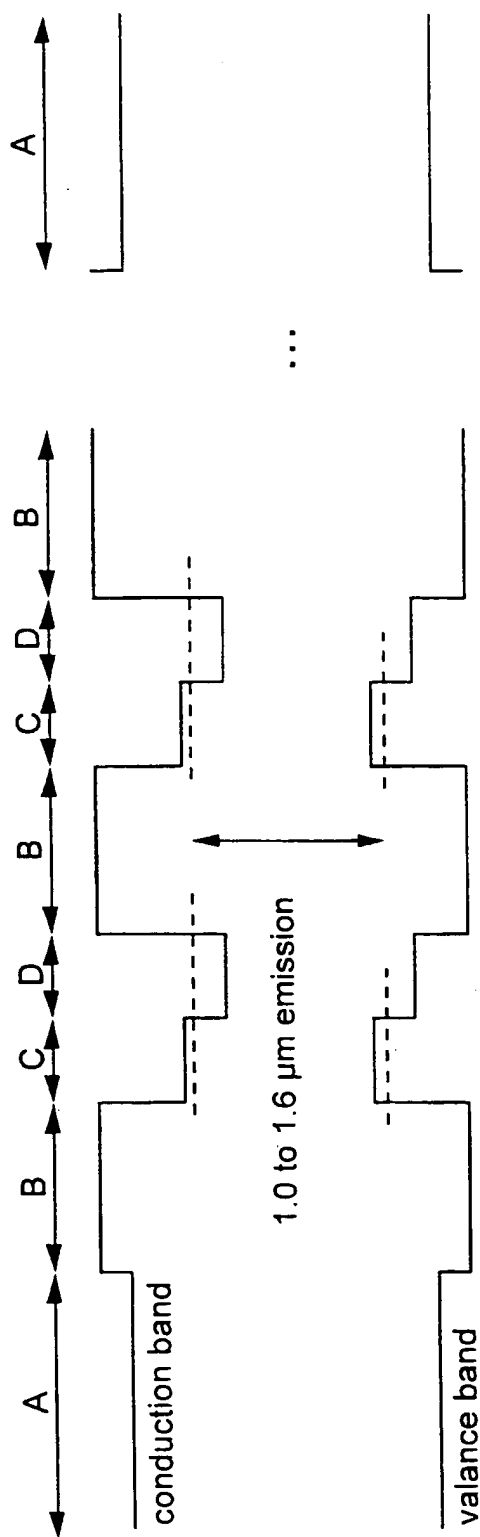 A B C D B C D B A
conduction band
1.0 to 1.6 µm emission
...
valance band